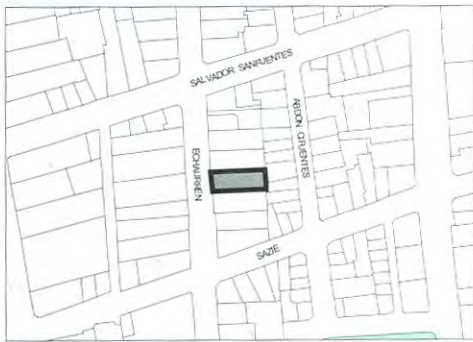 SALVADOR SANFUENTES
ABDON CIFUENTES
ECHAURREN
SAZIE